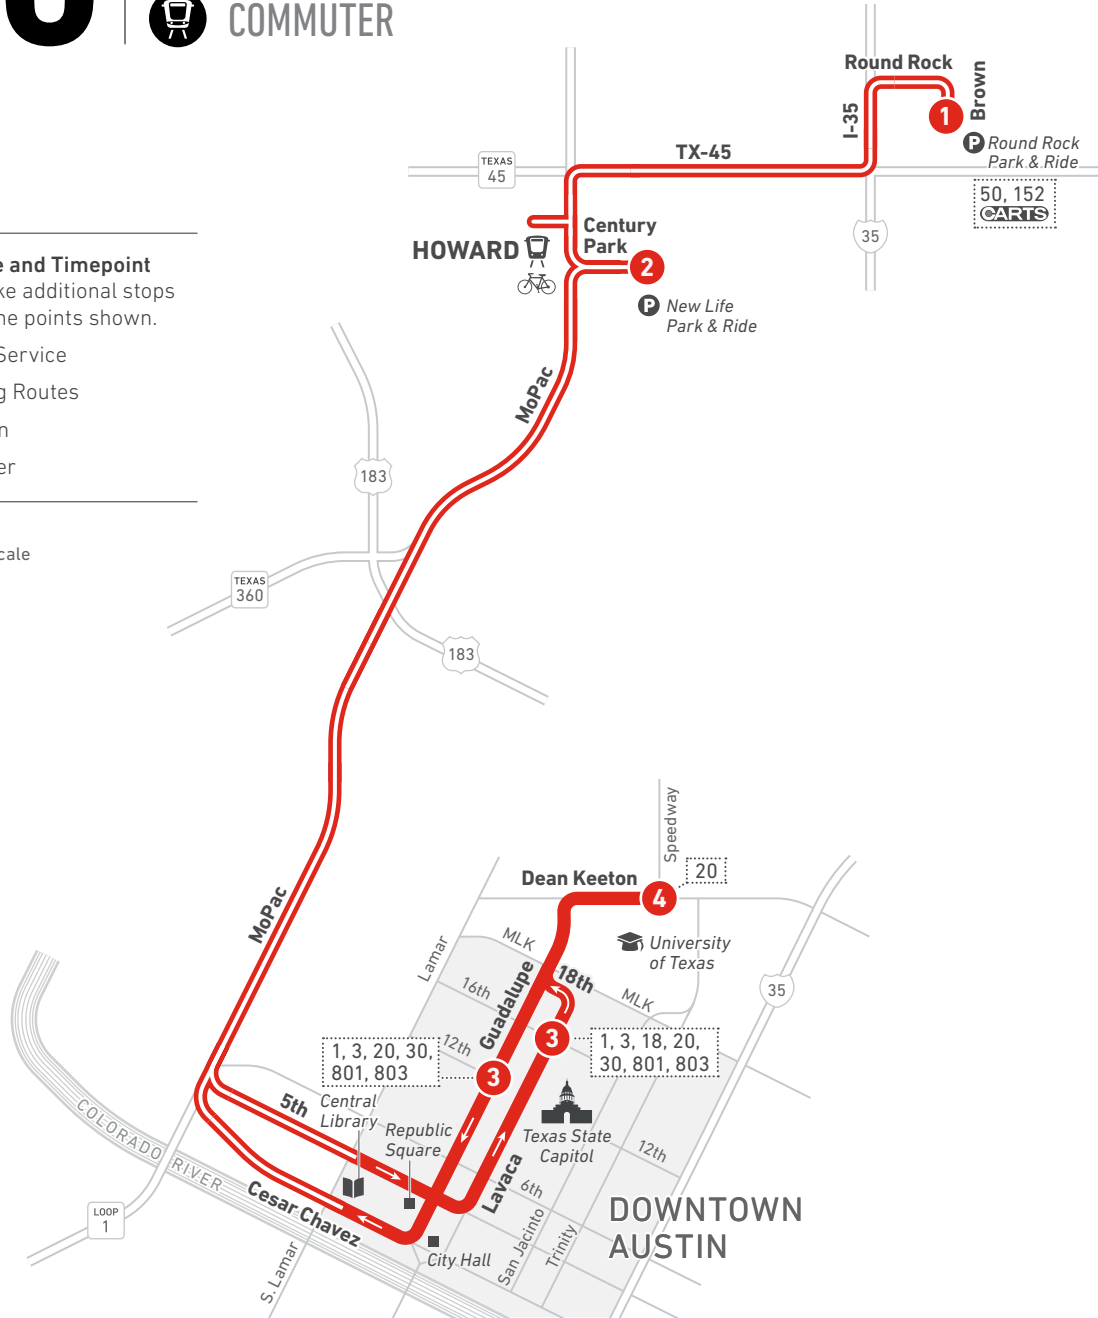 COMMUTER
e and Timepoint
ke additional stops
ne points shown.
Service
g Routes
n
er
cale
Round Rock
Brown
I-35
1
P Round Rock
Park & Ride
50, 152
CARTS
TX-45
TEXAS
45
35
Century
Park
HOWARD
2
P New Life
Park & Ride
MoPac
183
TEXAS
360
183
MoPac
Speedway
20
Dean Keeton
4
University
of Texas
MLK
Lamar
18th
16th
MLK
Guadalupe
35
12th
3
1, 3, 18, 20,
30, 801, 803
1, 3, 20, 30,
801, 803
3
5th
Central
Library
Republic
Square
Texas State
Capitol
12th
COLORADO RIVER
Lavaca
6th
Cesar Chavez
LOOP
1
DOWNTOWN
AUSTIN
San Jacinto
Trinity
City Hall
S. Lamar